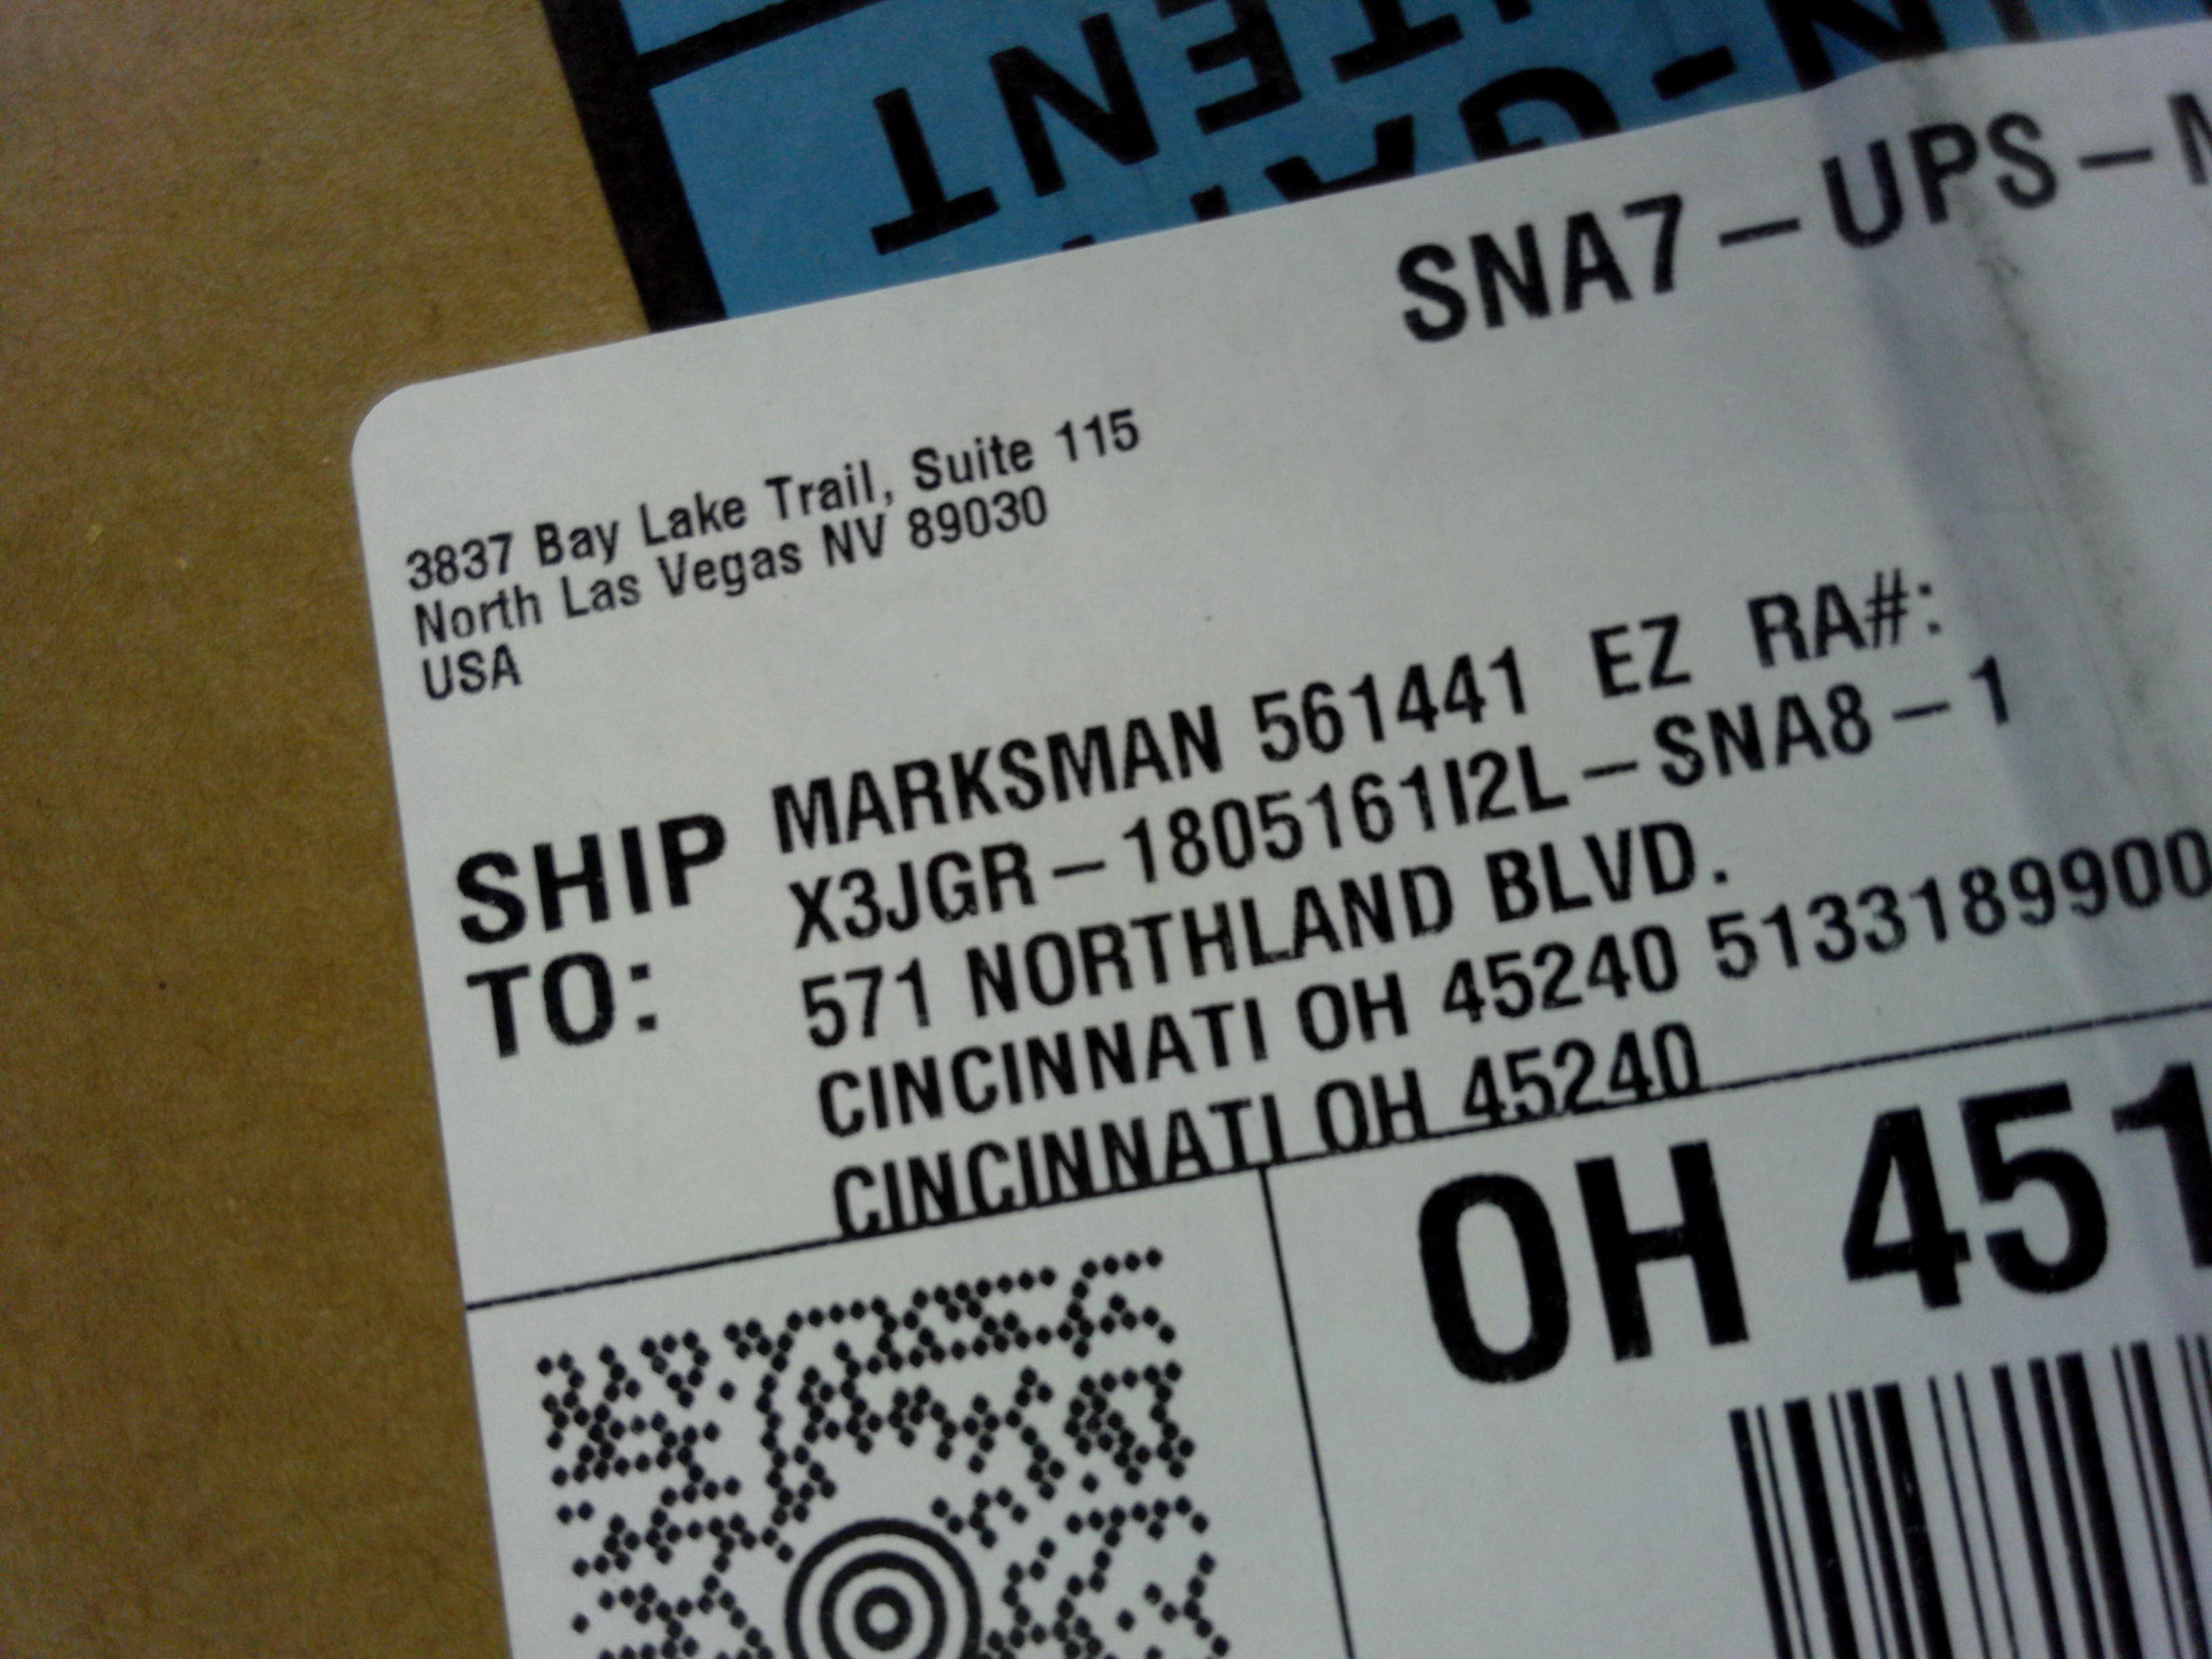 TENT
SNA7-UPS-
3837 Bay Lake Trail, Suite 115
North Las Vegas NV 89030
USA
SHIP TO:
MARKSMAN 561441 EZ RA#:
X3JGR-1805161I2L-SNA8-1
571 NORTHLAND BLVD.
CINCINNATI OH 45240 5133189900
CINCINNATI OH 45240
OH 451